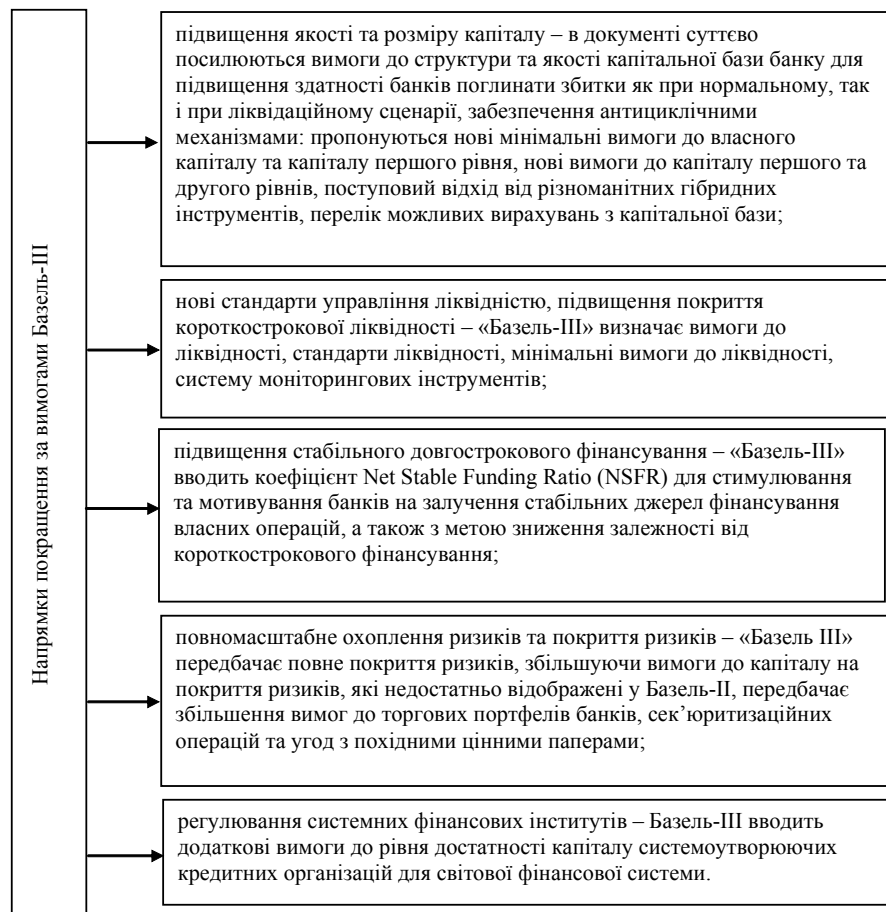 Напрямки покращення за вимогами Базель-ІІІ
підвищення якості та розміру капіталу – в документі суттєво
посилюються вимоги до структури та якості капітальної бази банку для
підвищення здатності банків поглинати збитки як при нормальному, так
і при ліквідаційному сценарії, забезпечення антициклічними
механізмами: пропонуються нові мінімальні вимоги до власного
капіталу та капіталу першого рівня, нові вимоги до капіталу першого та
другого рівнів, поступовий відхід від різноманітних гібридних
інструментів, перелік можливих вирахувань з капітальної бази;
нові стандарти управління ліквідністю, підвищення покриття
короткострокової ліквідності – «Базель-ІІІ» визначає вимоги до
ліквідності, стандарти ліквідності, мінімальні вимоги до ліквідності,
систему моніторингових інструментів;
підвищення стабільного довгострокового фінансування – «Базель-ІІІ»
вводить коефіцієнт Net Stable Funding Ratio (NSFR) для стимулювання
та мотивування банків на залучення стабільних джерел фінансування
власних операцій, а також з метою зниження залежності від
короткострокового фінансування;
повномасштабне охоплення ризиків та покриття ризиків – «Базель ІІІ»
передбачає повне покриття ризиків, збільшуючи вимоги до капіталу на
покриття ризиків, які недостатньо відображені у Базель-ІІ, передбачає
збільшення вимог до торгових портфелів банків, сек’юритизаційних
операцій та угод з похідними цінними паперами;
регулювання системних фінансових інститутів – Базель-ІІІ вводить
додаткові вимоги до рівня достатності капіталу системоутворюючих
кредитних організацій для світової фінансової системи.